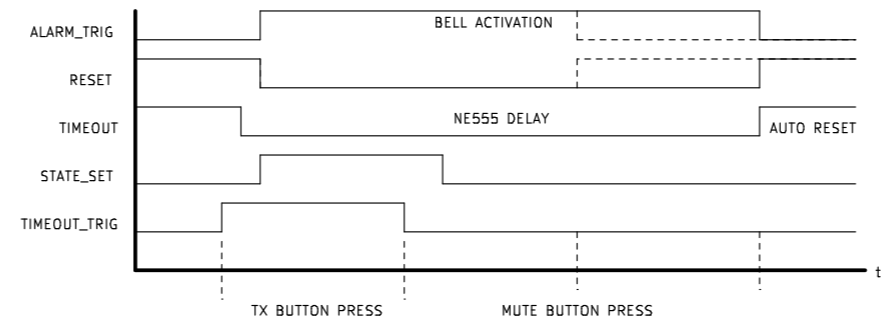 ALARM_TRIG
BELL ACTIVATION
RESET
TIMEOUT
NE555 DELAY
AUTO RESET
STATE_SET
TIMEOUT_TRIG
t
TX BUTTON PRESS
MUTE BUTTON PRESS